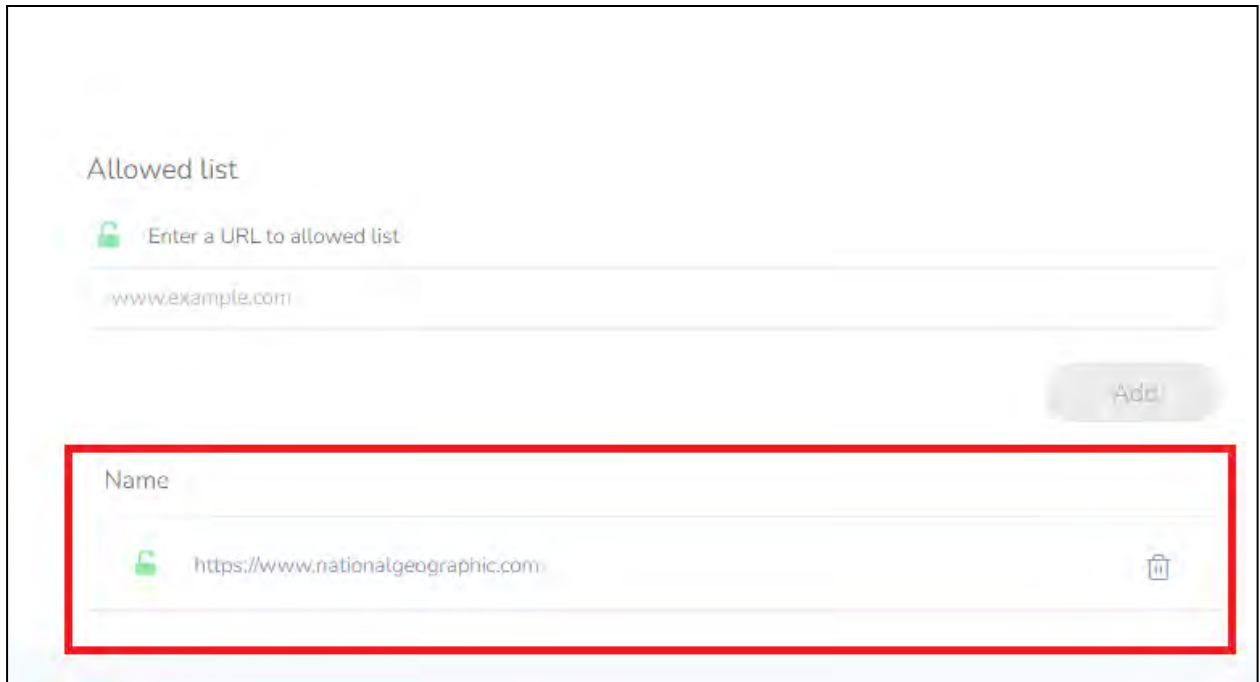 Allowed list
Enter a URL to allowed list
www.example.com
Add
Name
https://www.nationalgeographic.com